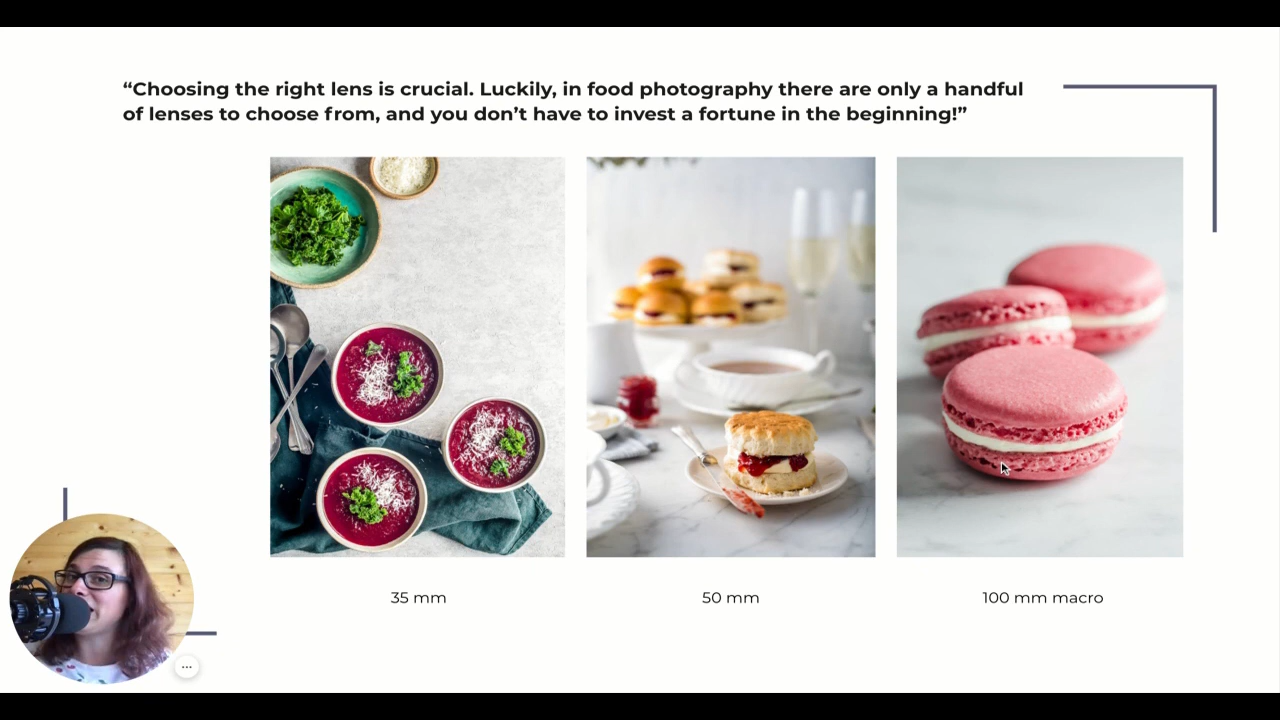 “Choosing the right lens is crucial. Luckily, in food photography there are only a handful
of lenses to choose from, and you don’t have to invest a fortune in the beginning!”
35 mm
50 mm
100 mm macro